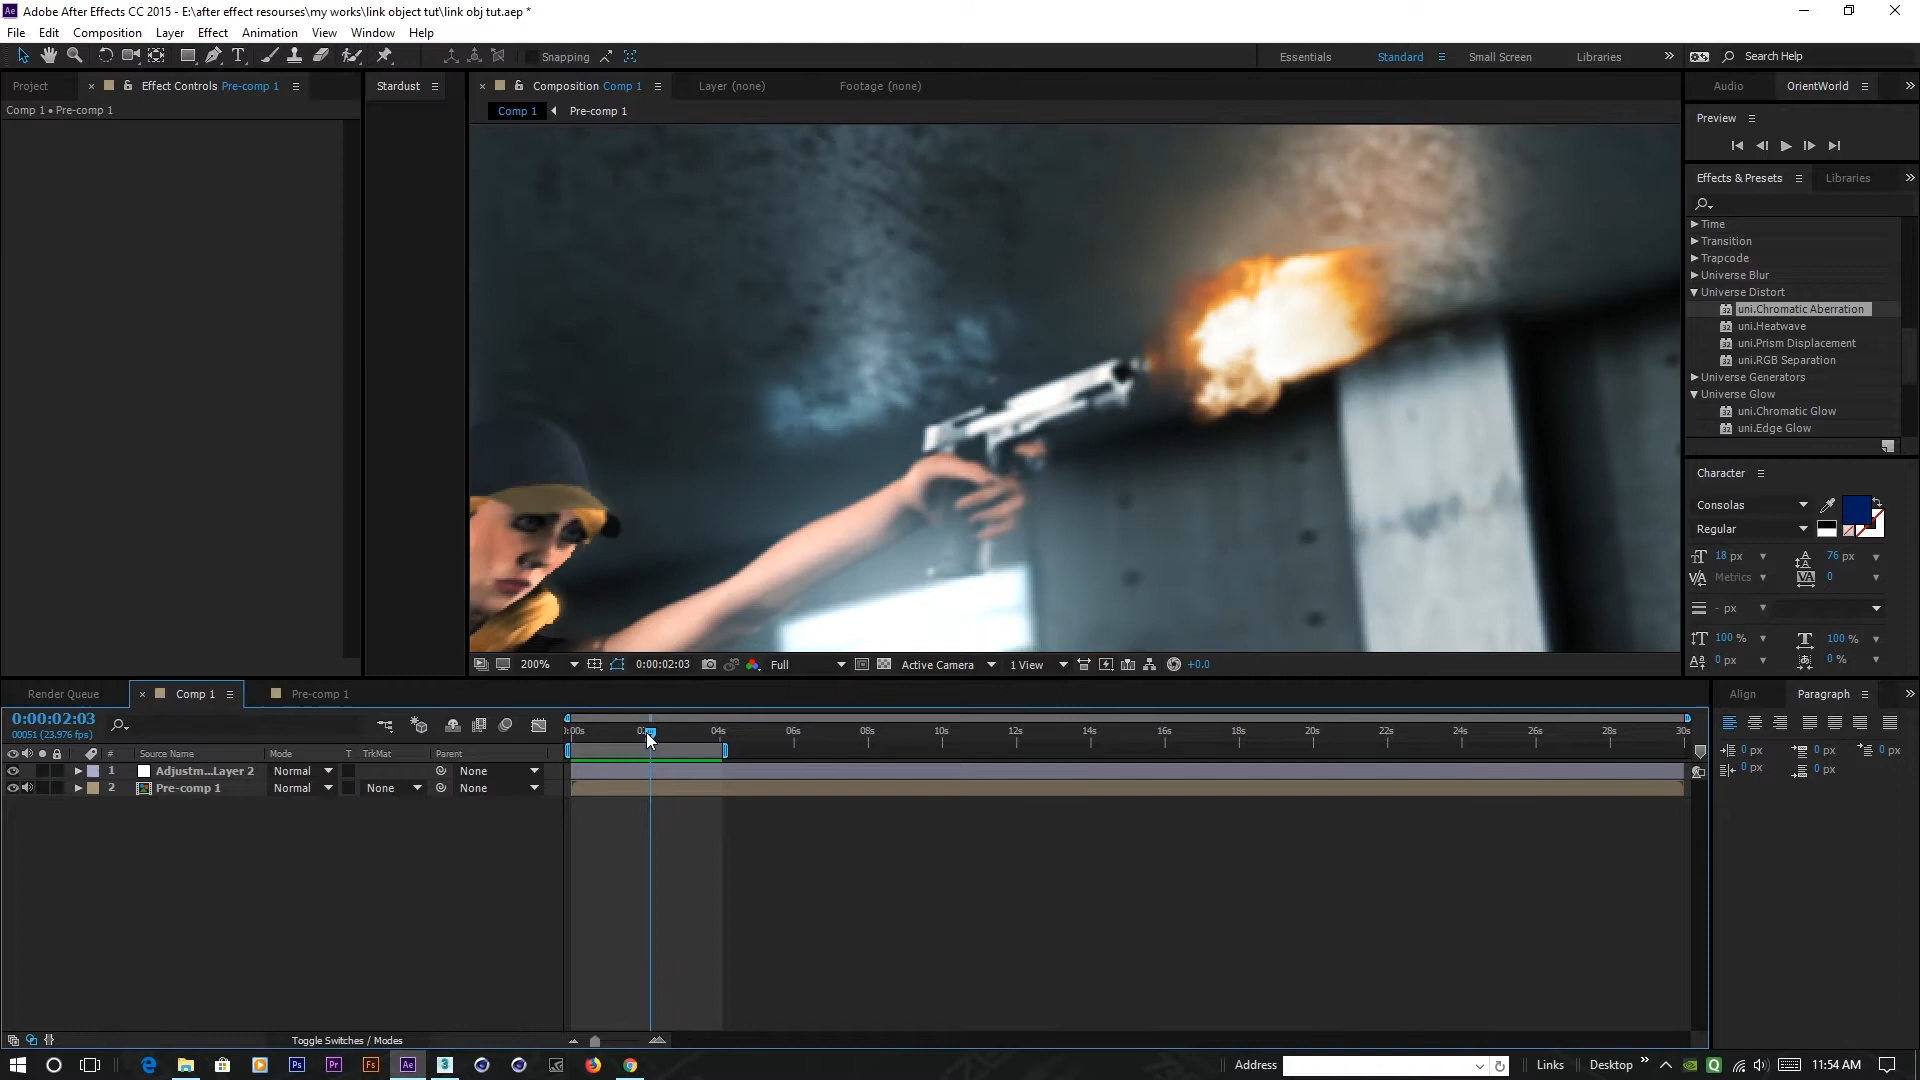 Adobe After Effects CC 2015 - E:\after effect resourses\my works\link object tut\link obj tut.aep *
File Edit Composition Layer Effect Animation View Window Help
Snapping
Essentials Standard Small Screen Libraries Search Help
Project Effect Controls Pre-comp 1
Comp 1 • Pre-comp 1
Stardust
Composition Comp 1 Layer (none) Footage (none)
Comp 1 Pre-comp 1
Audio OrientWorld
Preview
Effects & Presets Libraries
Time
Transition
Trapcode
Universe Blur
Universe Distort
uni.Chromatic Aberration
uni.Heatwave
uni.Prism Displacement
uni.RGB Separation
Universe Generators
Universe Glow
uni.Chromatic Glow
uni.Edge Glow
Character
Consolas
Regular
18 px 76 px
Metrics 0
- px
100 % 100 %
0 px 0 %
200% 0:00:02:03 Full Active Camera 1 View +0.0
Render Queue Comp 1 Pre-comp 1
Align Paragraph
0 px 0 px 0 px
0 px 0 px
0:00:02:03
00051 (23.976 fps)
# Source Name Mode T TrkMat Parent
1 Adjustm...Layer 2 Normal None
2 Pre-comp 1 Normal None None
04s 06s 08s 10s 12s 14s 16s 18s 20s 22s 24s 26s 28s 30s
Toggle Switches / Modes
Address Links Desktop 11:54 AM